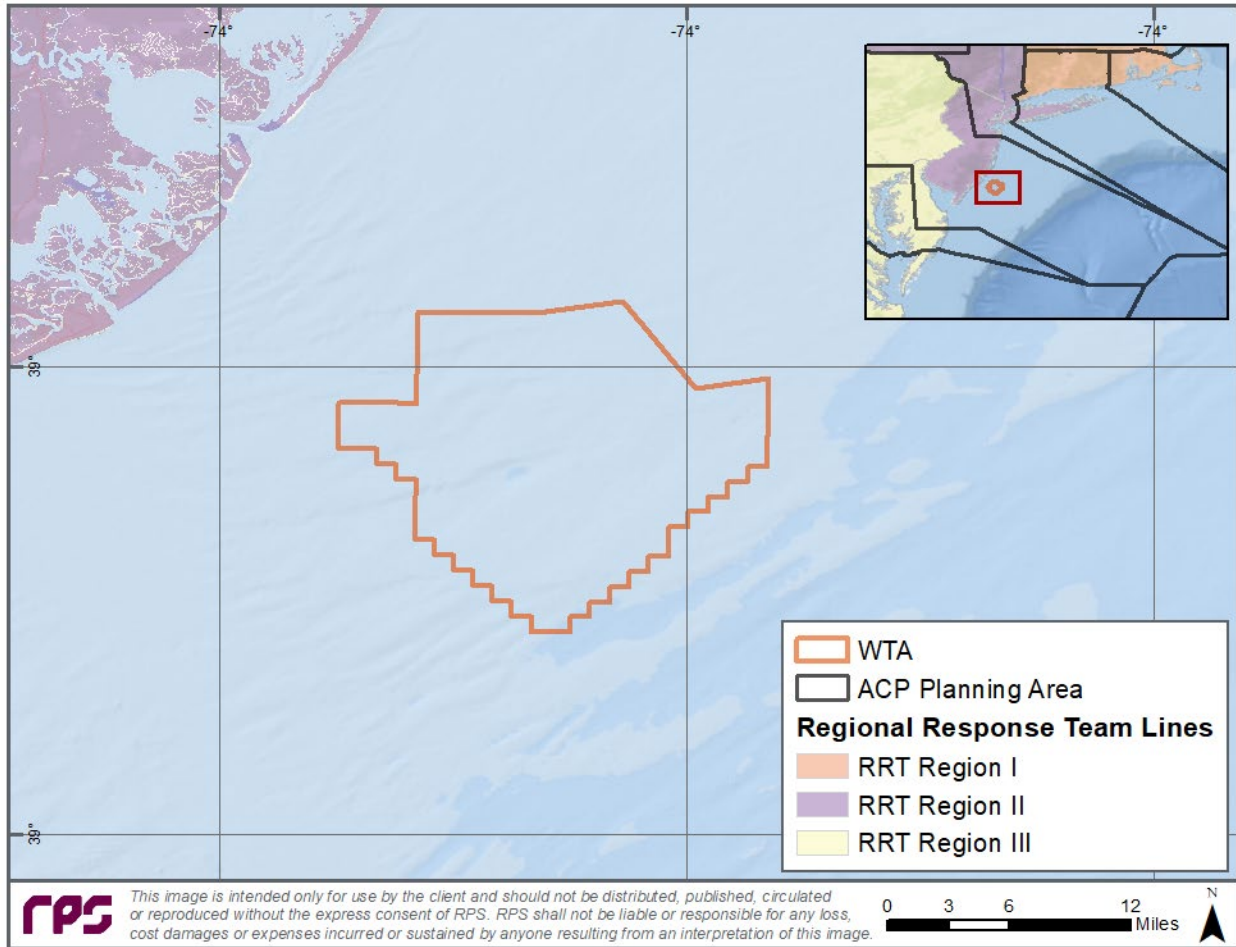 -74°
-74°
-74°
39°
39°
WTA
ACP Planning Area
Regional Response Team Lines
RRT Region I
RRT Region II
RRT Region III
rps
This image is intended only for use by the client and should not be distributed, published, circulated
or reproduced without the express consent of RPS. RPS shall not be liable or responsible for any loss,
cost damages or expenses incurred or sustained by anyone resulting from an interpretation of this image.
0 3 6 12
Miles
N